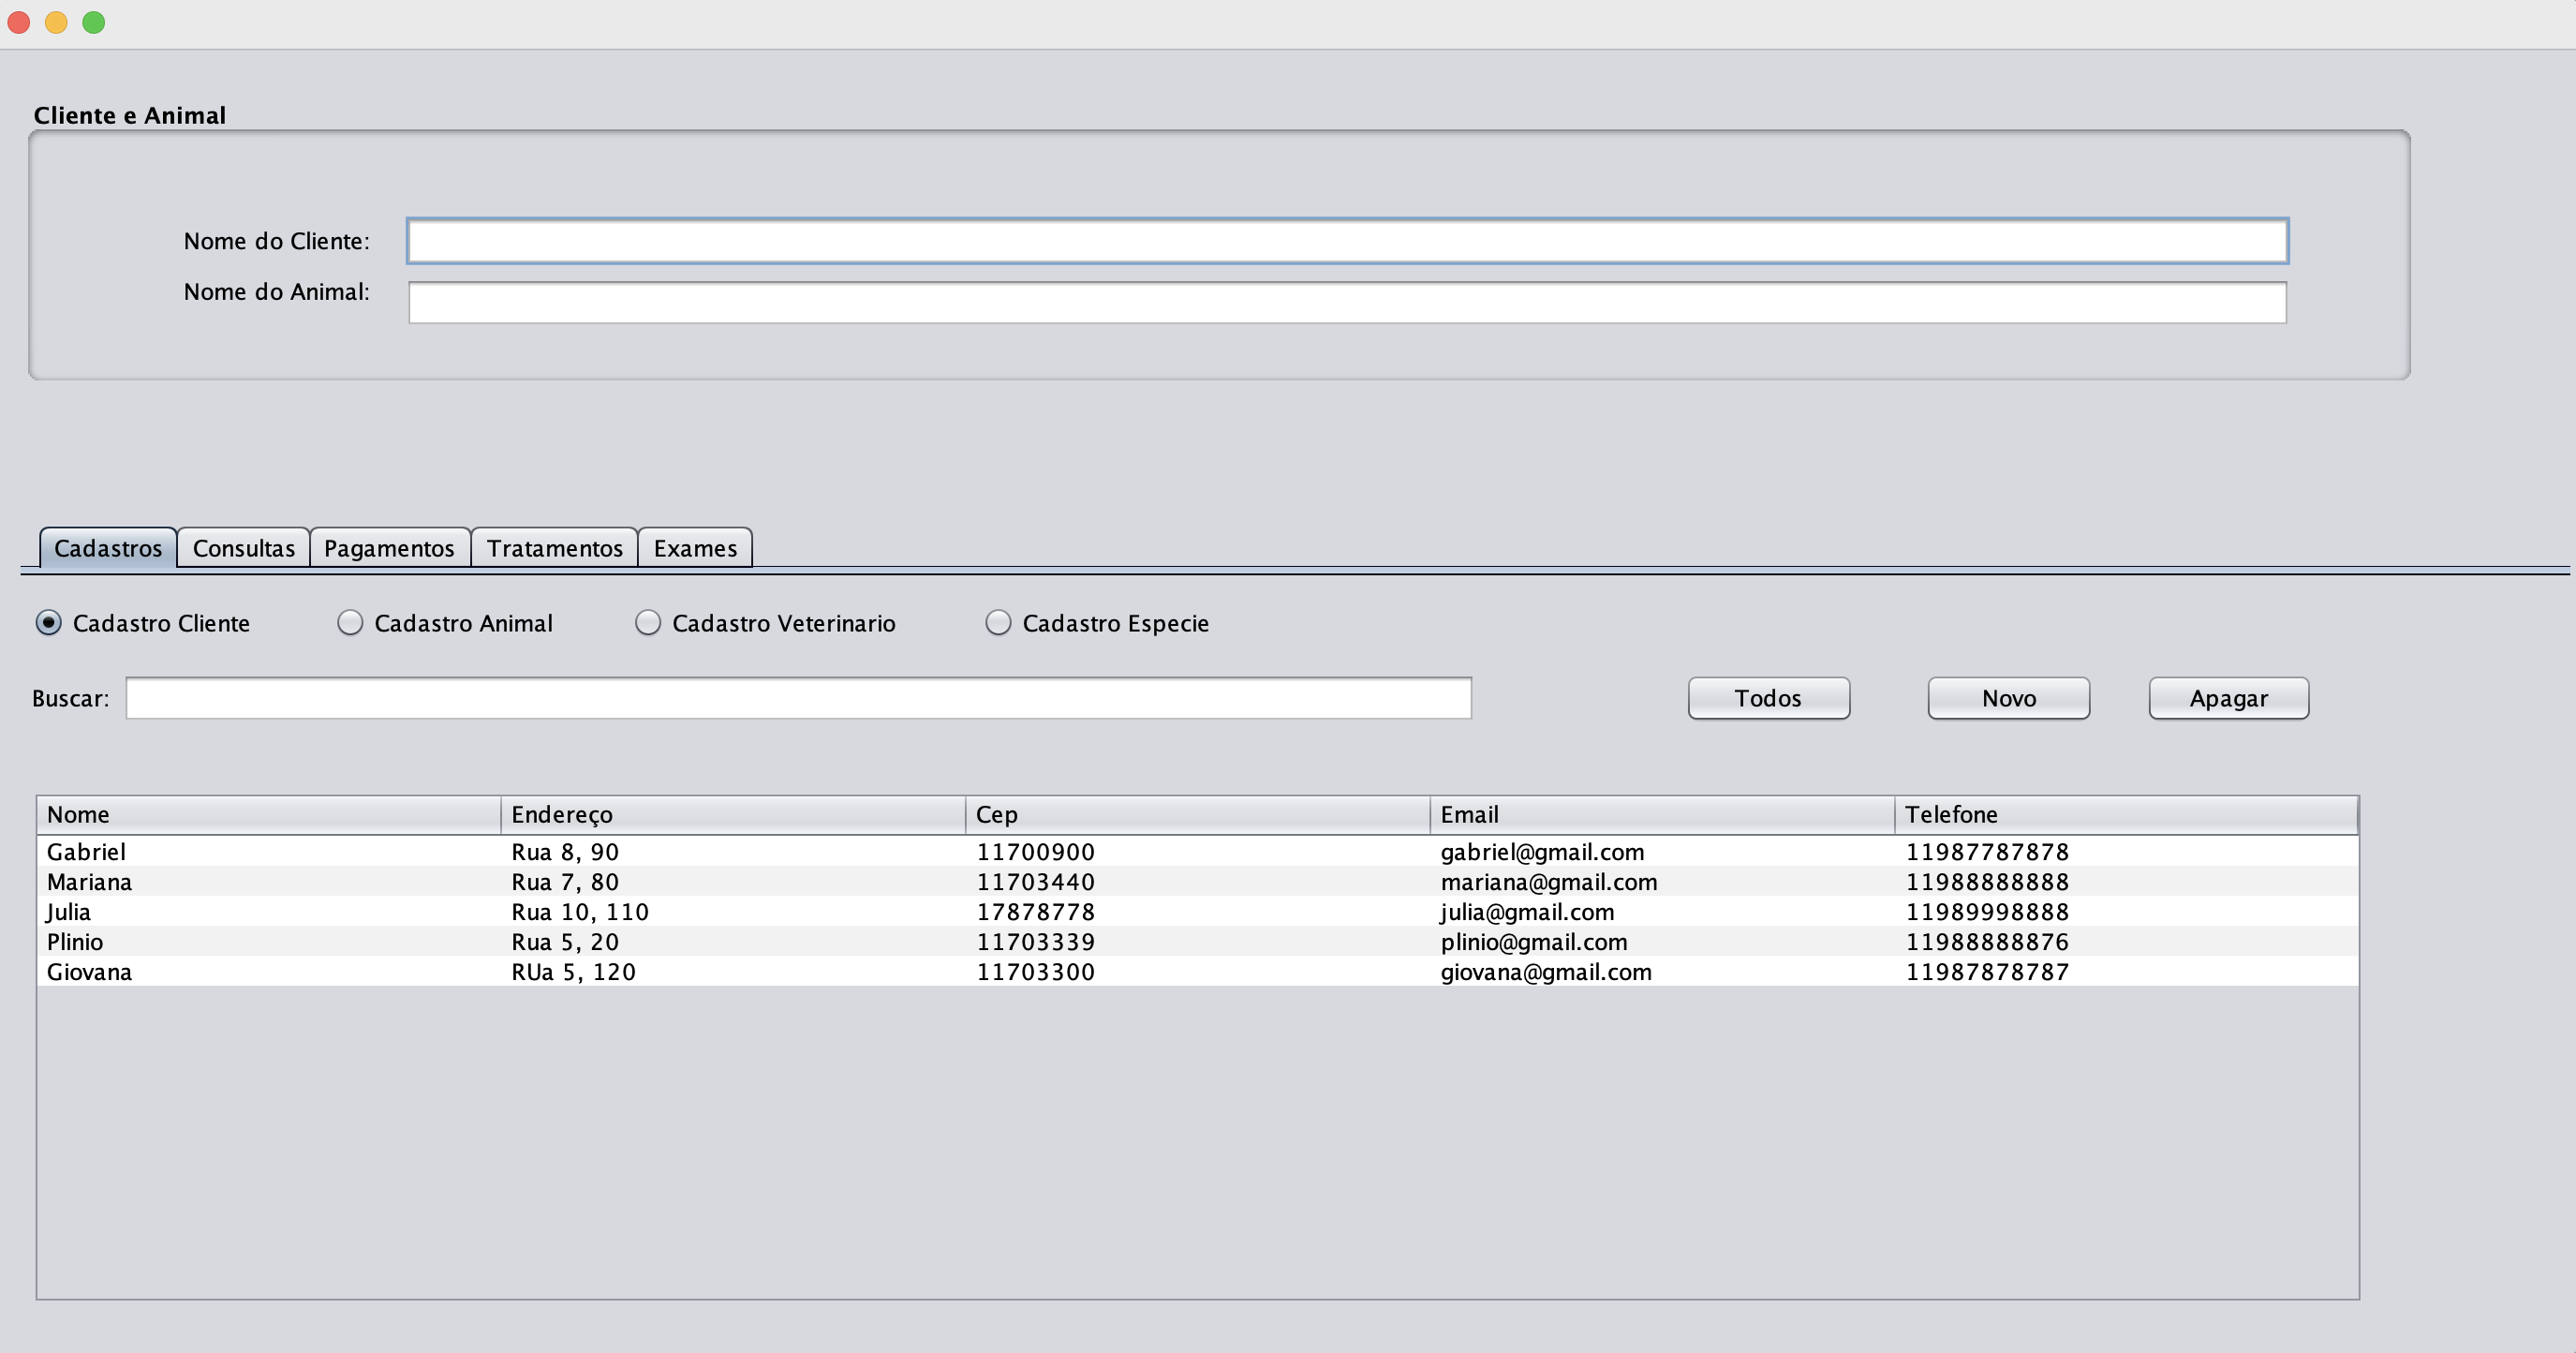 Cliente e Animal
Nome do Cliente:
Nome do Animal:
Cadastros Consultas Pagamentos Tratamentos Exames
Cadastro Cliente Cadastro Animal Cadastro Veterinario Cadastro Especie
Buscar: Todos Novo Apagar
Nome Endereço Cep Email Telefone
Gabriel Rua 8, 90 11700900 gabriel@gmail.com 11987787878
Mariana Rua 7, 80 11703440 mariana@gmail.com 11988888888
Julia Rua 10, 110 17878778 julia@gmail.com 11989998888
Plinio Rua 5, 20 11703339 plinio@gmail.com 11988888876
Giovana RUa 5, 120 11703300 giovana@gmail.com 11987878787